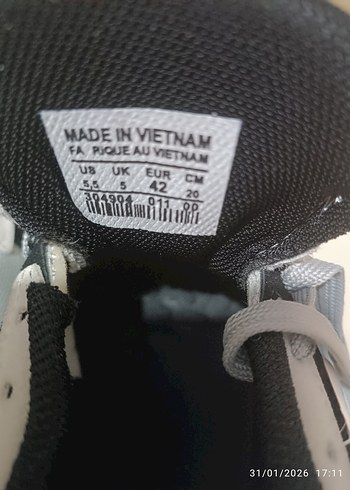 MADE IN VIETNAM
FA RIQUE AU VIETNAM
US UK EUR CM
5,5 5 42 20
304904 011 00
31/01/2026 17:11